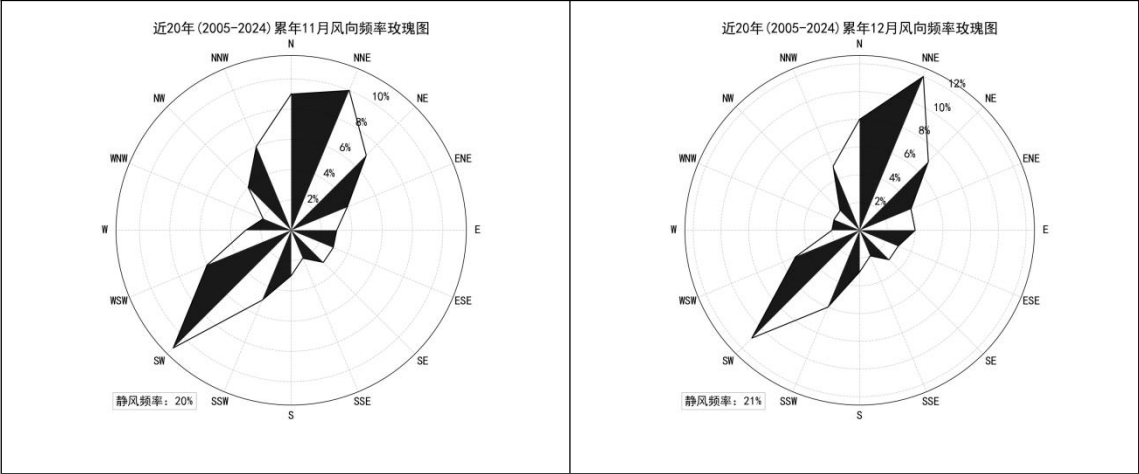 近20年(2005-2024)累年11月风向频率玫瑰图
N
NNW
NNE
NW
NE
10%
8%
6%
WNW
ENE
4%
2%
W
E
WSW
ESE
SW
SE
SSW
SSE
S
静风频率: 20%
近20年(2005-2024)累年12月风向频率玫瑰图
N
NNW
NNE
12%
NW
NE
10%
8%
6%
WNW
ENE
4%
2%
W
E
WSW
ESE
SW
SE
SSW
SSE
S
静风频率: 21%